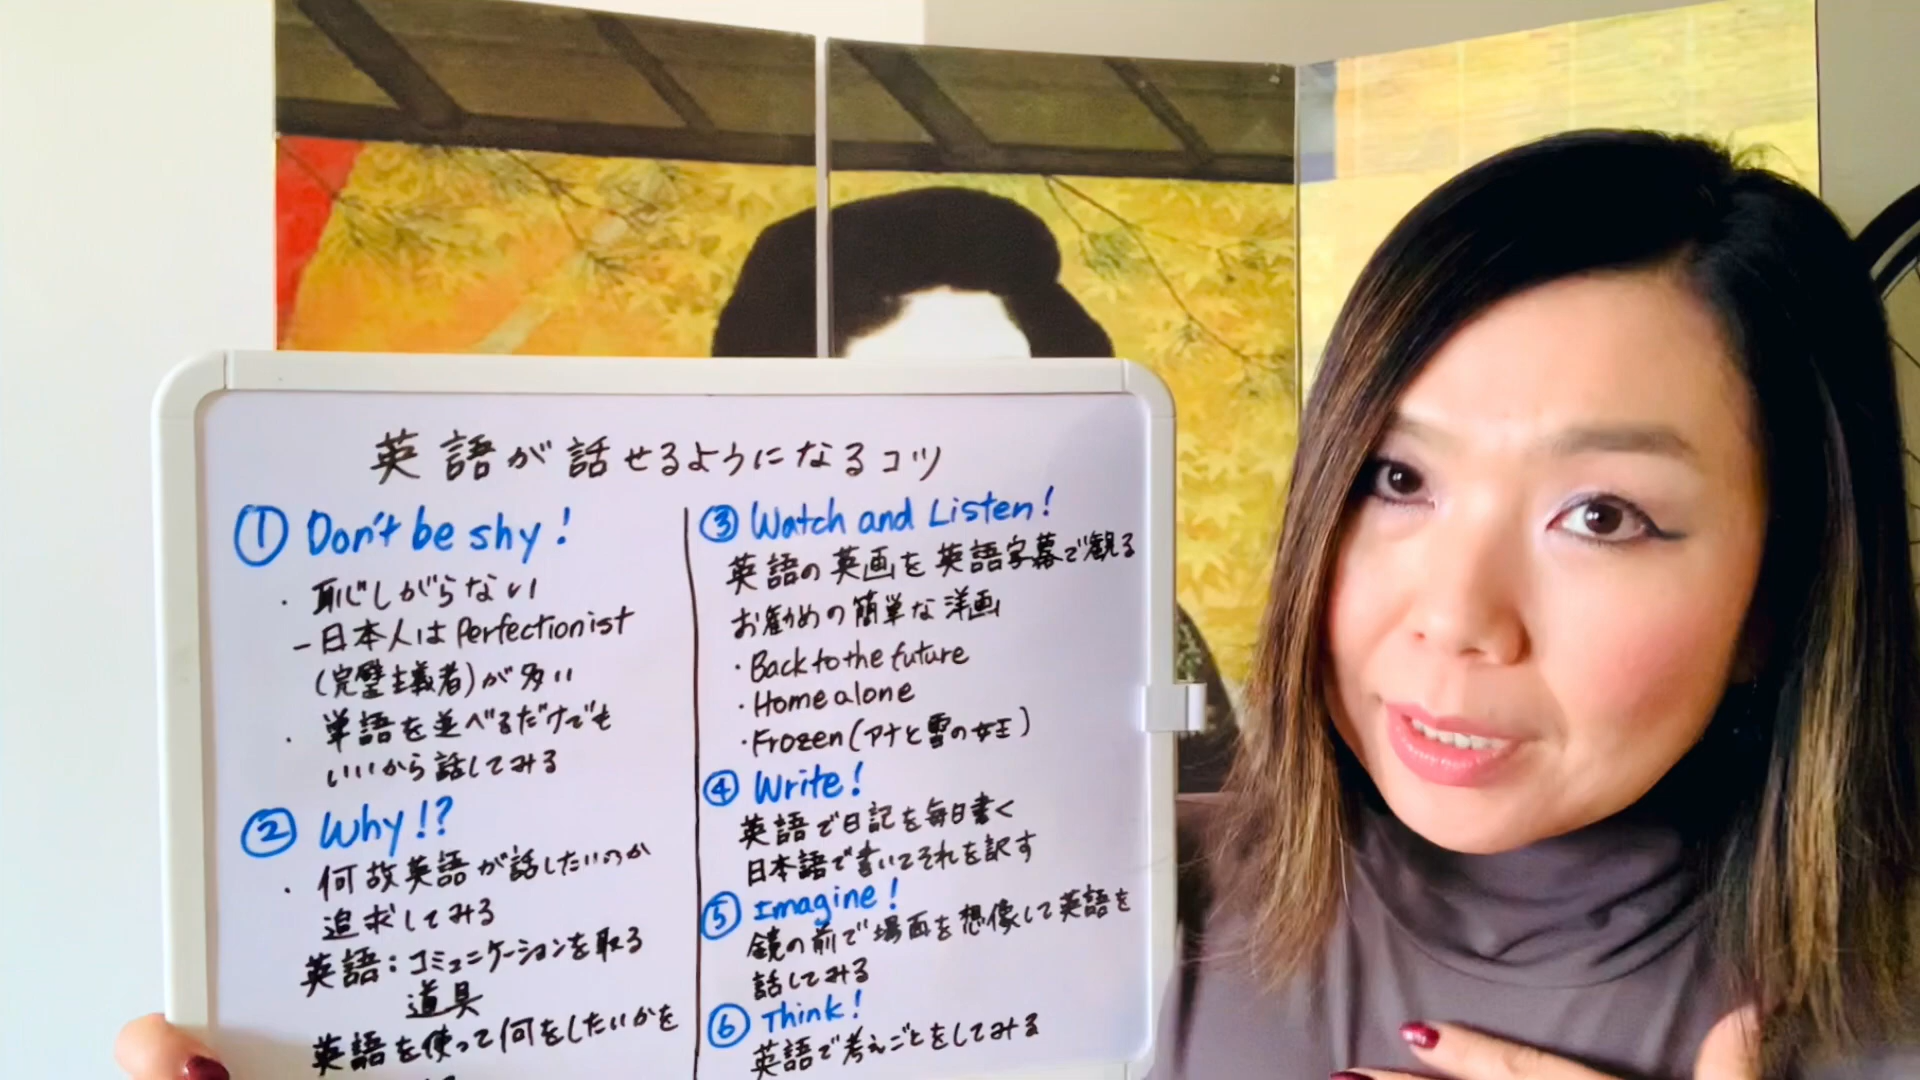 英語が話せるようになるコツ
① Don't be shy!
・恥じしがらない
-日本人は Perfectionist
(完璧主義者)が多い
・単語を並べるだけでも
いいから話してみる
② Why!?
・何故英語が話したいのか
追求してみる
英語:コミュニケーションを取る
道具
英語を使って何をしたいかを
③ Watch and Listen!
英語の英画を英語字幕で観る
お勧めの簡単な洋画
・Back to the future
・Home alone
・Frozen(アナと雪の女王)
④ Write!
英語で日記を毎日書く
日本語で書いてそれを訳す
⑤ Imagine!
鏡の前で場面を想像して英語を
話してみる
⑥ Think!
英語で考えごとをしてみる